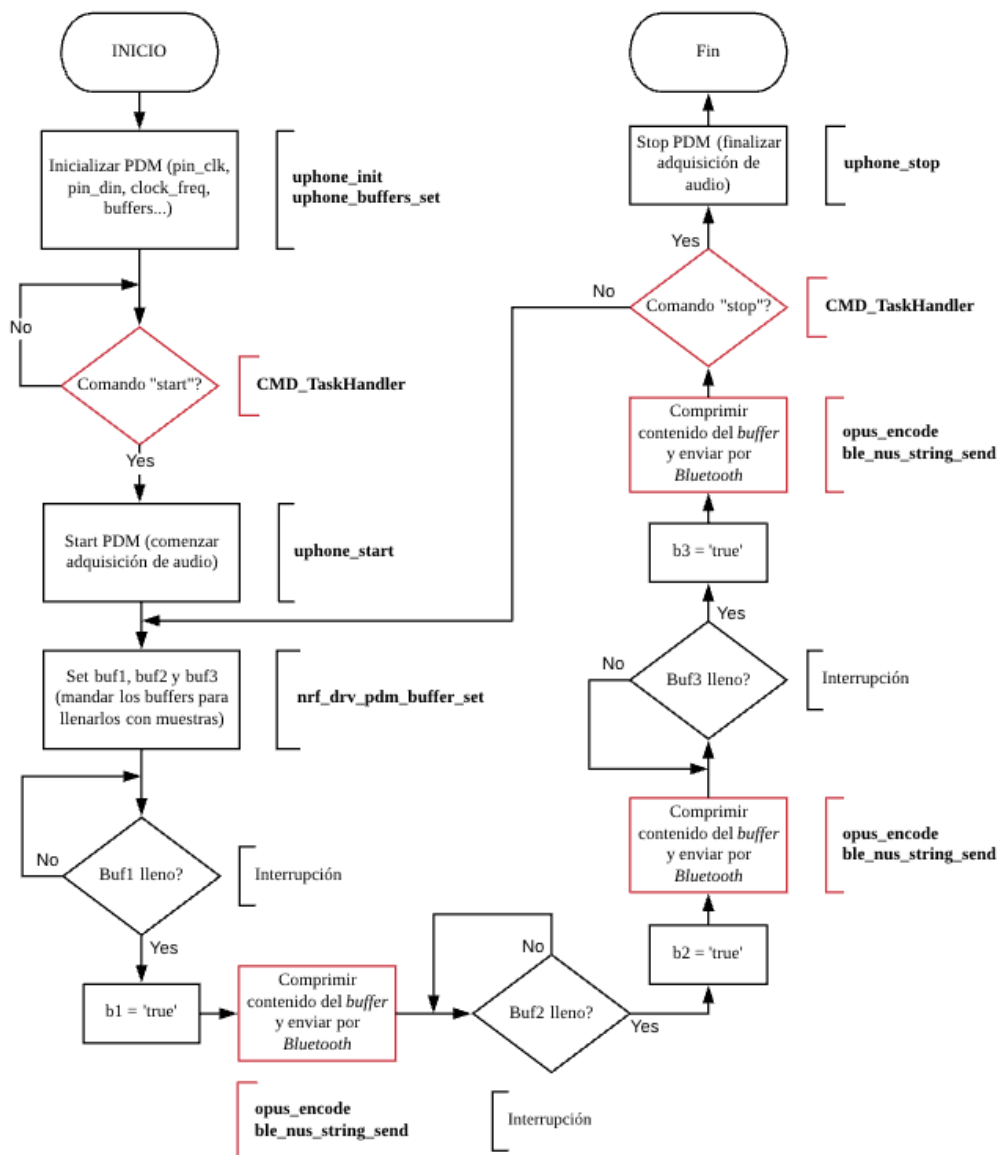 INICIO
Inicializar PDM (pin_clk,
pin_din, clock_freq,
buffers...)
uphone_init
uphone_buffers_set
No
Comando "start"?
CMD_TaskHandler
Yes
Start PDM (comenzar
adquisición de audio)
uphone_start
Set buf1, buf2 y buf3
(mandar los buffers para
llenarlos con muestras)
nrf_drv_pdm_buffer_set
No
Buf1 lleno?
Interrupción
Yes
b1 = 'true'
Comprimir
contenido del buffer
y enviar por
Bluetooth
opus_encode
ble_nus_string_send
No
Buf2 lleno?
Interrupción
Yes
b2 = 'true'
Comprimir
contenido del buffer
y enviar por
Bluetooth
opus_encode
ble_nus_string_send
No
Buf3 lleno?
Interrupción
Yes
b3 = 'true'
Comprimir
contenido del buffer
y enviar por
Bluetooth
opus_encode
ble_nus_string_send
No
Comando "stop"?
CMD_TaskHandler
Yes
Stop PDM (finalizar
adquisición de
audio)
uphone_stop
Fin